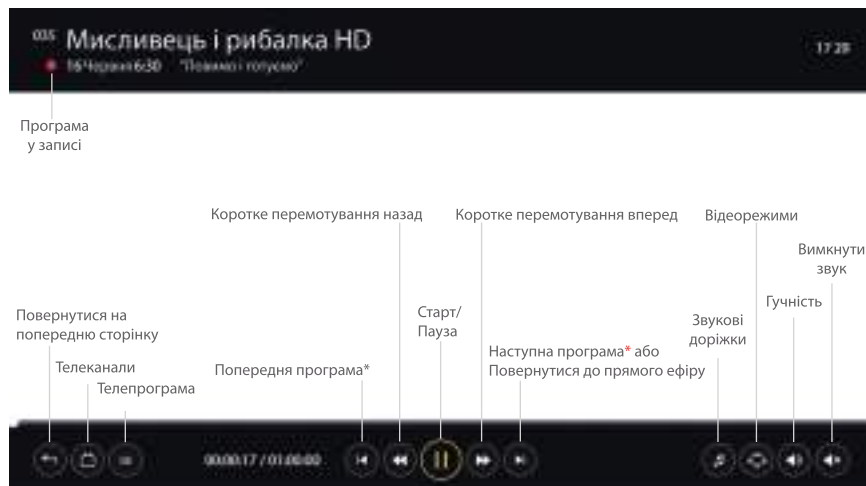 035 Мисливець і рибалка HD
17:28
16 Червня 6:30 "Ловимо і готуємо"
Програма
у записі
Коротке перемотування назад
Коротке перемотування вперед
Відеорежими
Вимкнути
звук
Гучність
Повернутися на
попередню сторінку
Старт/
Пауза
Звукові
доріжки
Наступна програма* або
Повернутися до прямого ефіру
Телеканали
Попередня програма*
Телепрограма
00:00:17 / 01:00:00